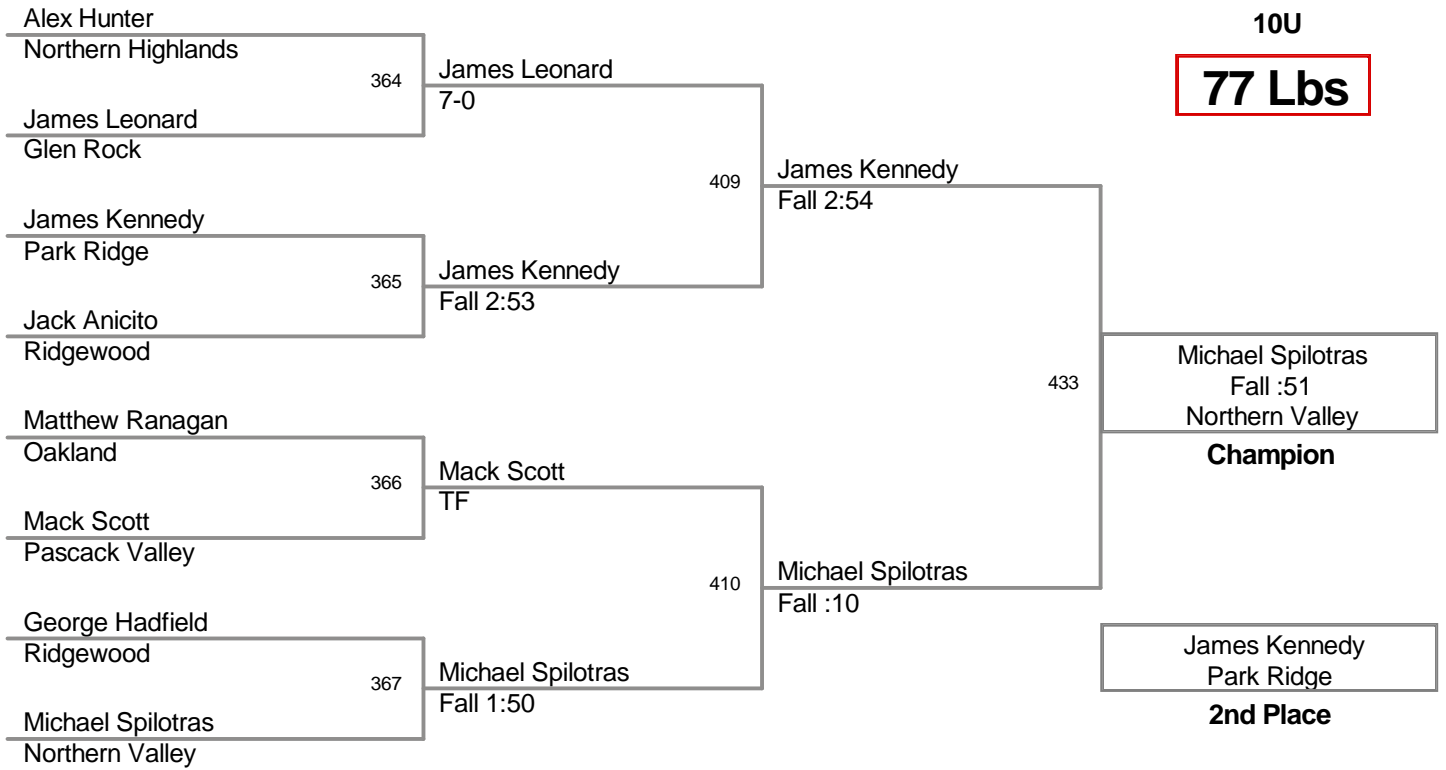 Alex Hunter
Northern Highlands
364
James Leonard
7-0
James Leonard
Glen Rock
409
James Kennedy
Fall 2:54
James Kennedy
Park Ridge
365
James Kennedy
Fall 2:53
Jack Anicito
Ridgewood
433
Michael Spilotras
Fall :51
Northern Valley
Champion
Matthew Ranagan
Oakland
366
Mack Scott
TF
Mack Scott
Pascack Valley
410
Michael Spilotras
Fall :10
George Hadfield
Ridgewood
367
Michael Spilotras
Fall 1:50
Michael Spilotras
Northern Valley
James Kennedy
Park Ridge
2nd Place
10U
77 Lbs